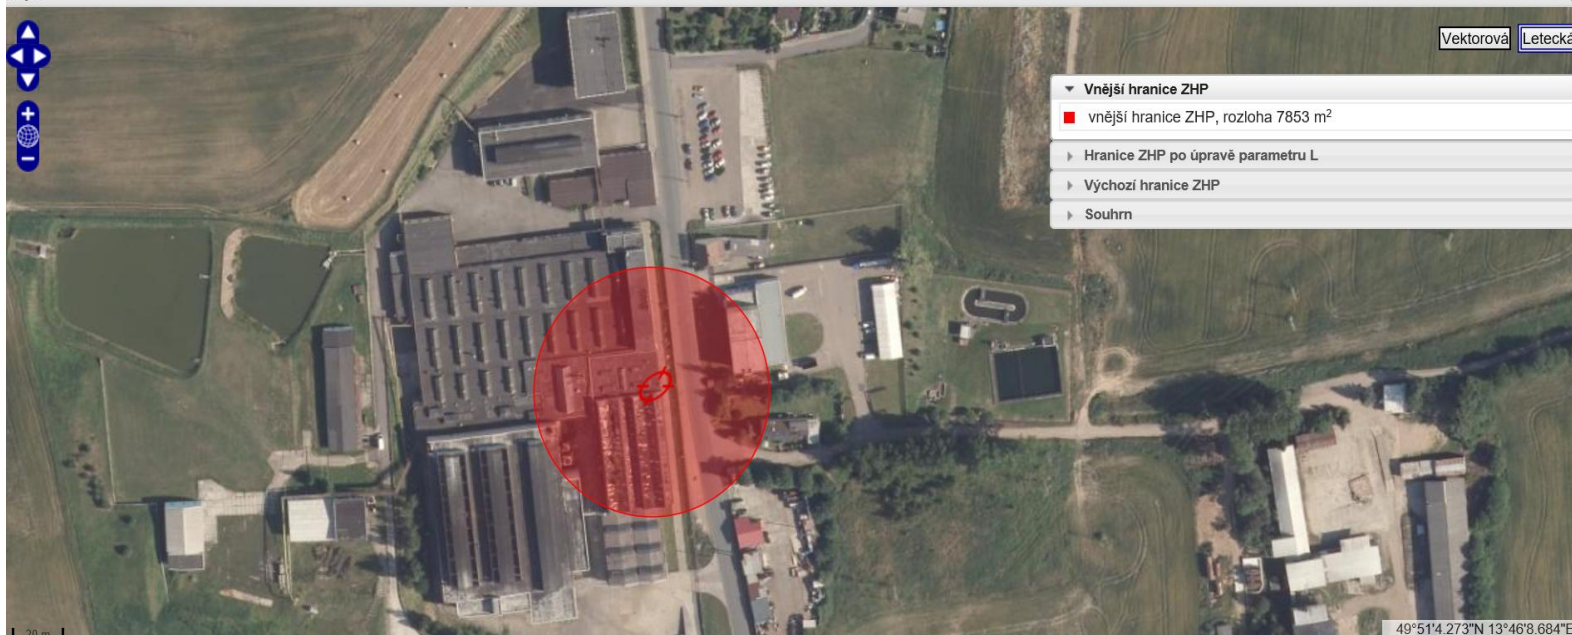 Vektorová Letecká
Vnější hranice ZHP
vnější hranice ZHP, rozloha 7853 m²
Hranice ZHP po úpravě parametru L
Výchozí hranice ZHP
Souhrn
20 m
49°51'4.273"N 13°46'8.684"E